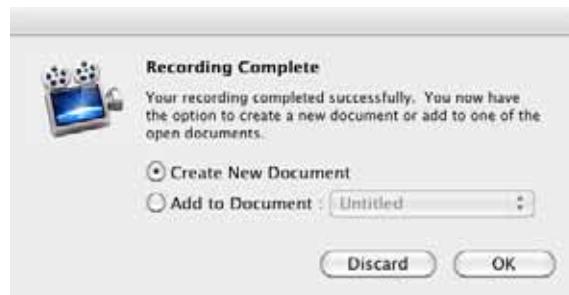 Recording Complete
Your recording completed successfully. You now have
the option to create a new document or add to one of the
open documents.
Create New Document
Add to Document : Untitled
Discard OK